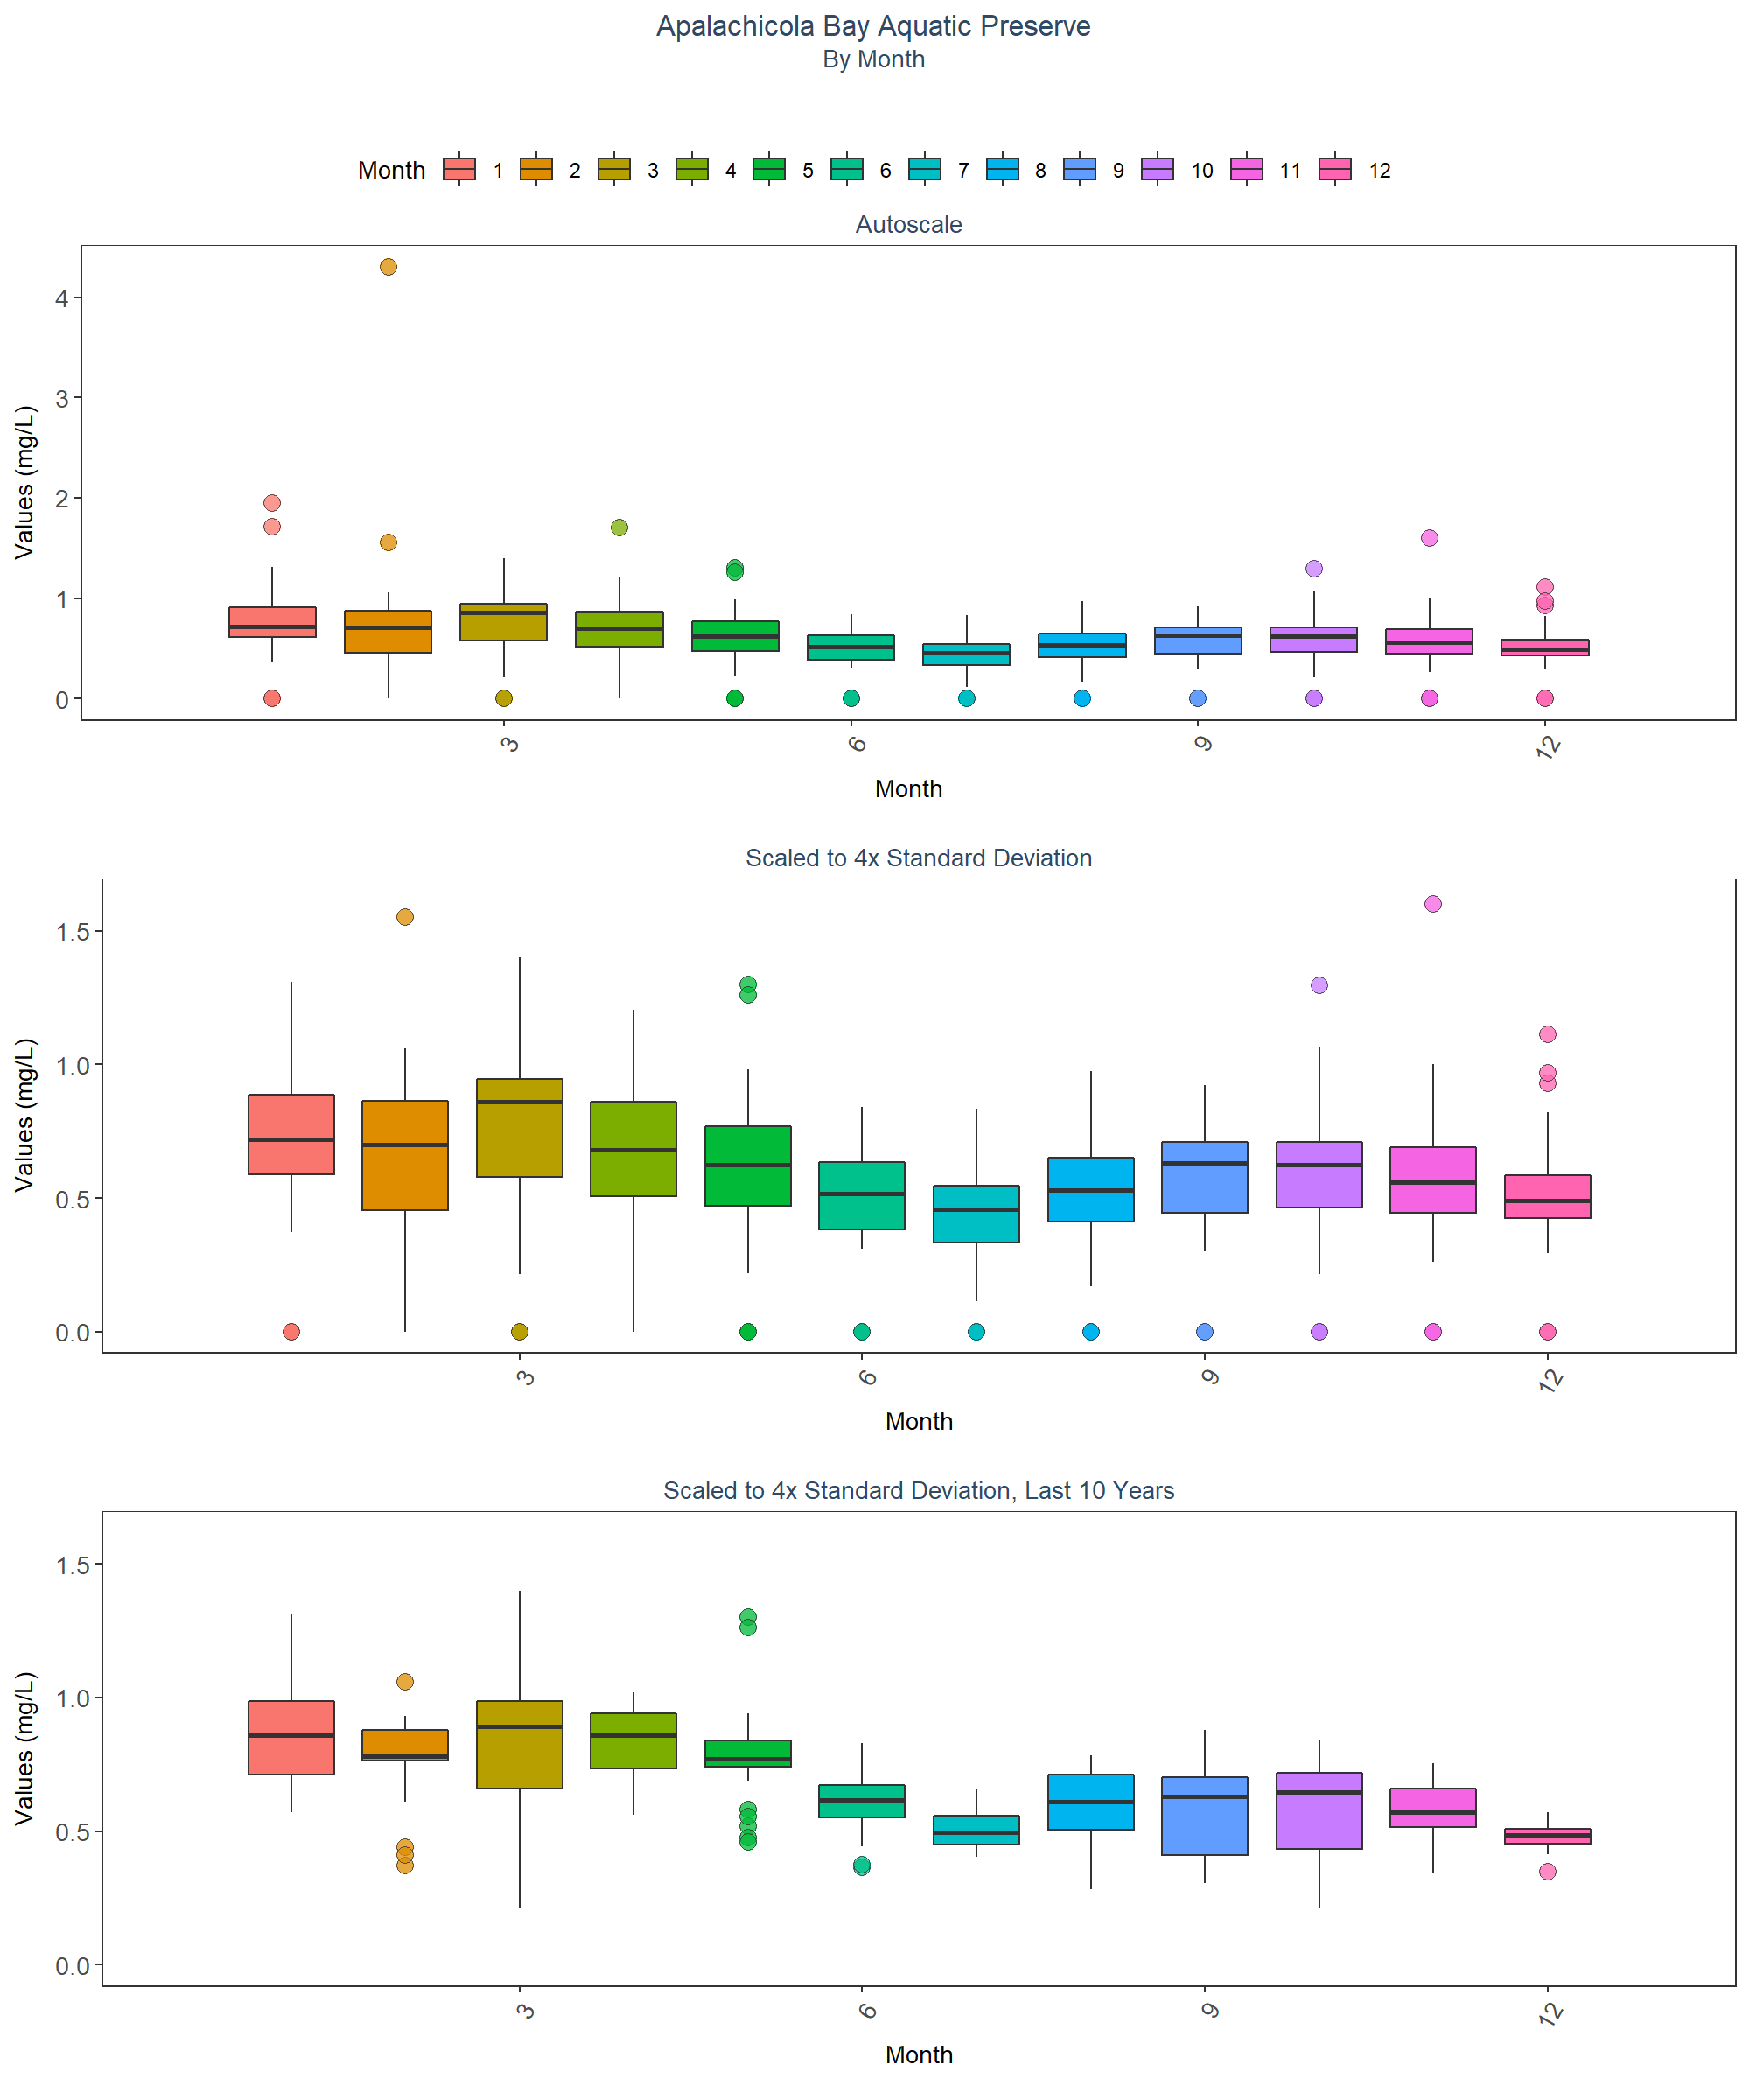 Apalachicola Bay Aquatic Preserve
By Month
Month 1 2 3 4 5 6 7 8 9 10 11 12
Autoscale
4
3
2
1
0
Values (mg/L)
3 6 9 12
Month
Scaled to 4x Standard Deviation
1.5
1.0
0.5
0.0
Values (mg/L)
3 6 9 12
Month
Scaled to 4x Standard Deviation, Last 10 Years
1.5
1.0
0.5
0.0
Values (mg/L)
3 6 9 12
Month